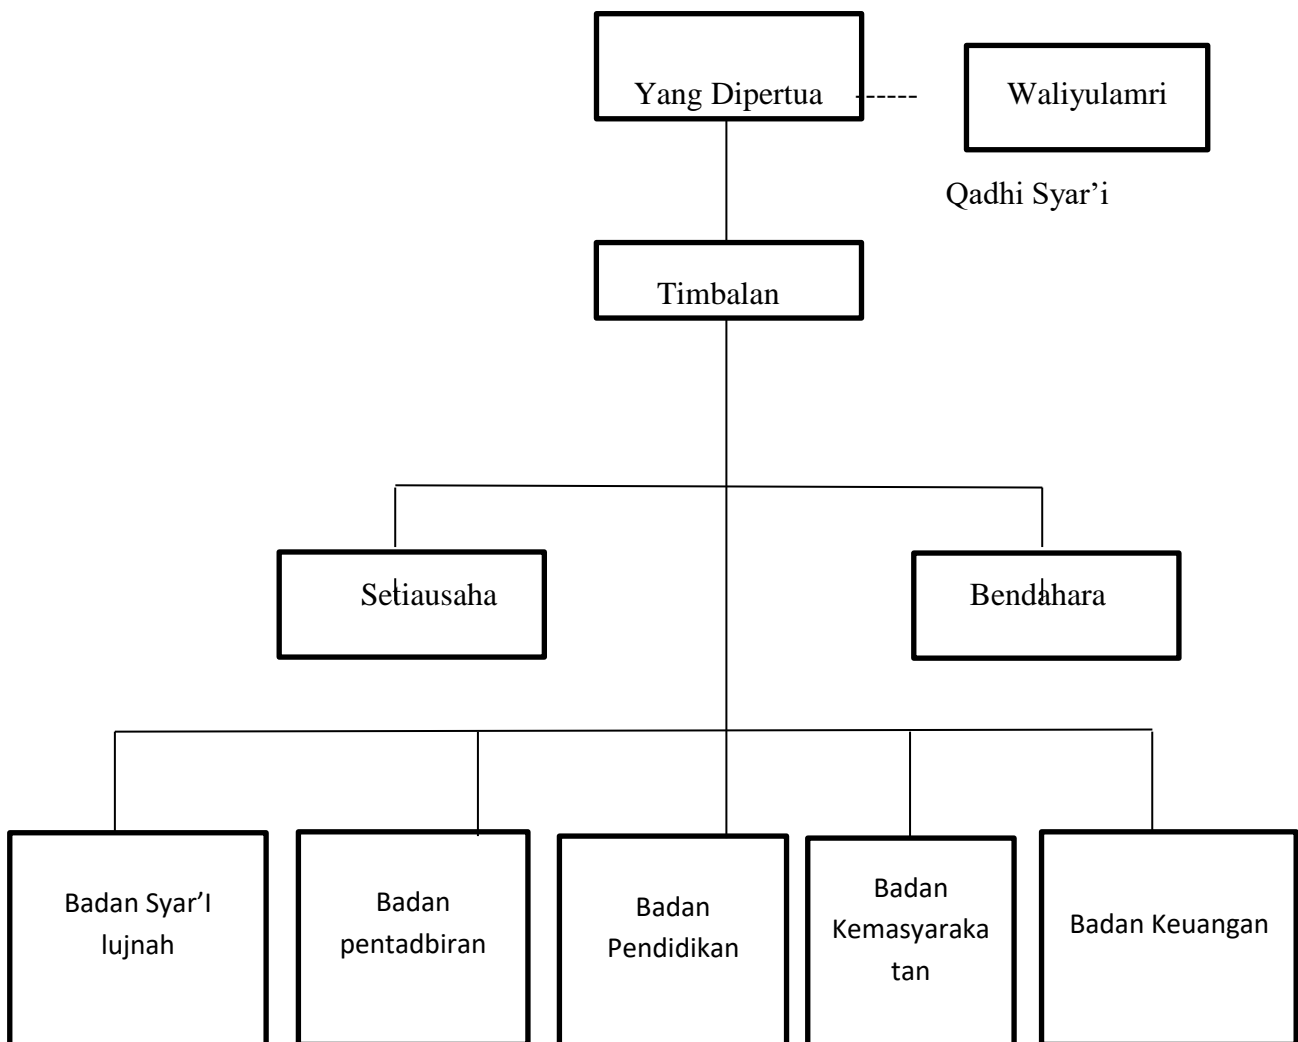 Yang Dipertua ------ Waliyulamri
Qadhi Syar’i
Timbalan
Setiausaha
Bendahara
Badan Syar’I
lujnah
Badan
pentadbiran
Badan
Pendidikan
Badan
Kemasyaraka
tan
Badan Keuangan